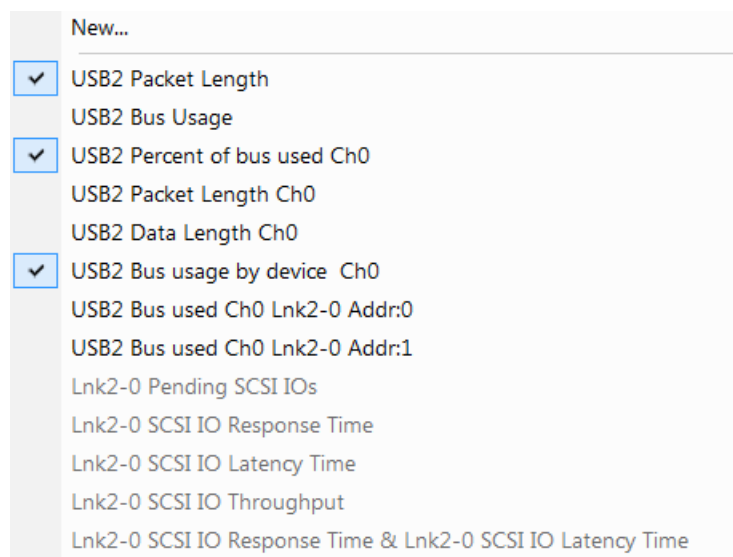 New...
USB2 Packet Length
USB2 Bus Usage
USB2 Percent of bus used Ch0
USB2 Packet Length Ch0
USB2 Data Length Ch0
USB2 Bus usage by device  Ch0
USB2 Bus used Ch0 Lnk2-0 Addr:0
USB2 Bus used Ch0 Lnk2-0 Addr:1
Lnk2-0 Pending SCSI IOs
Lnk2-0 SCSI IO Response Time
Lnk2-0 SCSI IO Latency Time
Lnk2-0 SCSI IO Throughput
Lnk2-0 SCSI IO Response Time & Lnk2-0 SCSI IO Latency Time